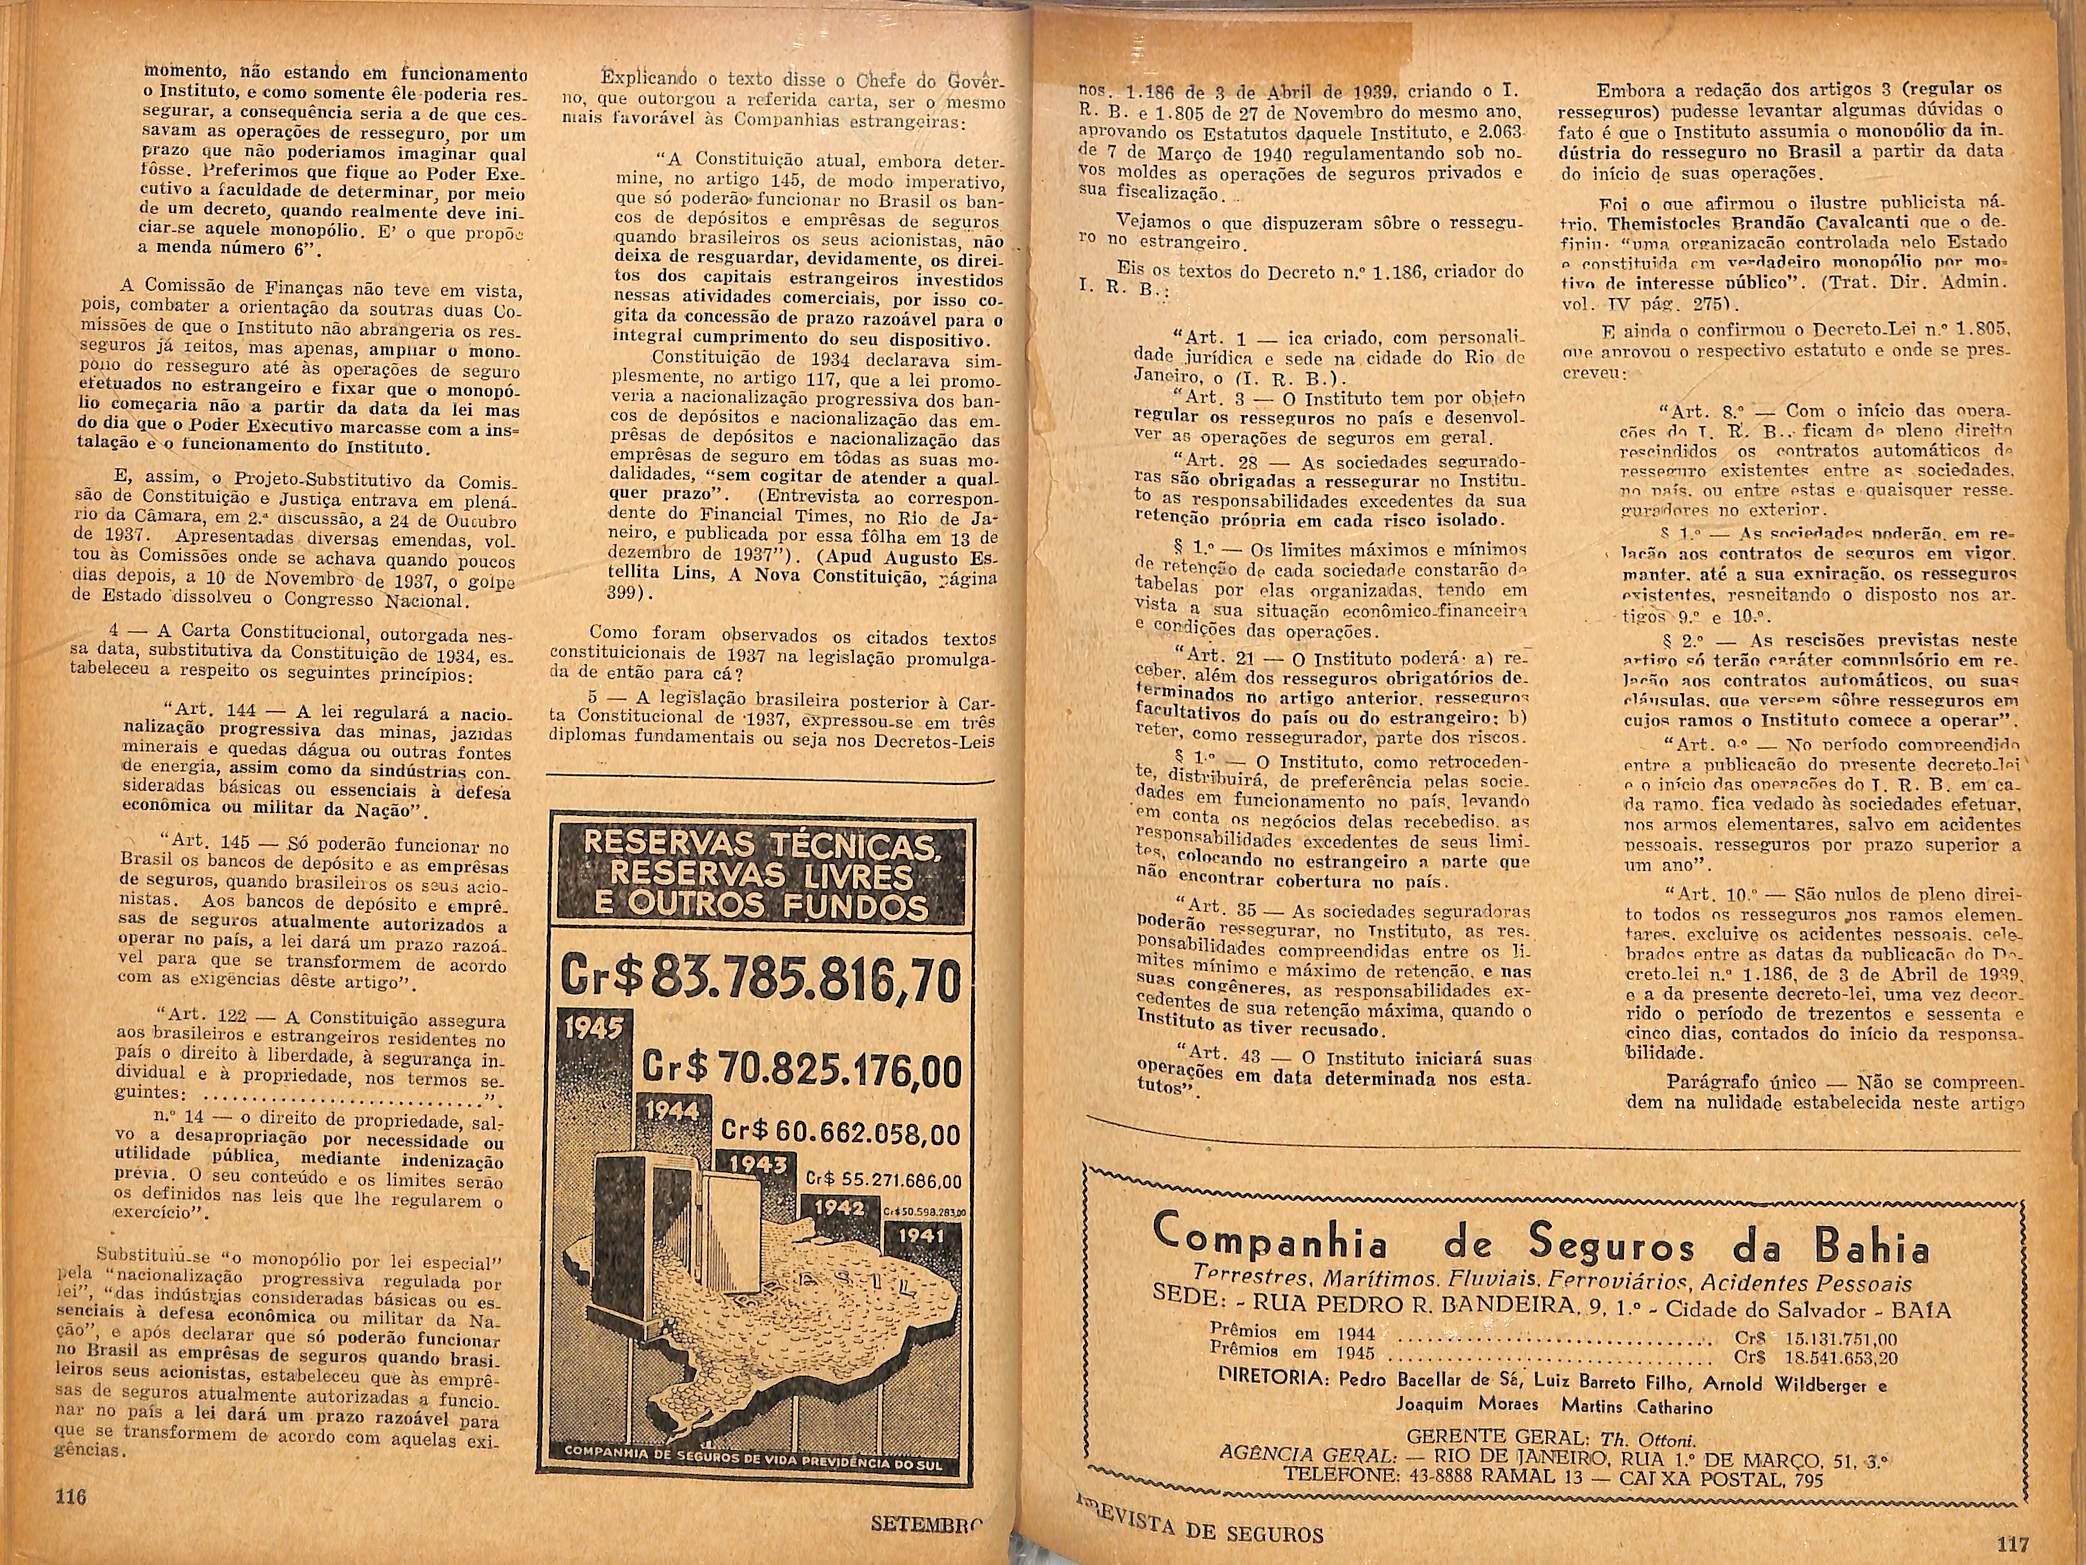 momento, não estando em funcionamento
o Instituto, e como somente êle poderia res-
segurar, a consequência seria a de que ces-
savam as operações de resseguro, por um
prazo que não poderiamos imaginar qual
fôsse. Preferimos que fique ao Poder Exe-
cutivo a faculdade de determinar, por meio
de um decreto, quando realmente deve ini-
ciar-se aquele monopólio. E' o que propõe
a menda número 6".
A Comissão de Finanças não teve em vista,
pois, combater a orientação da soutras duas Co-
missões de que o Instituto não abrangeria os res-
seguros já feitos, mas apenas, ampliar o mono-
pólio do resseguro até às operações de seguro
efetuados no estrangeiro e fixar que o monopó-
lio começaria não a partir da data da lei mas
do dia que o Poder Executivo marcasse com a ins=
talação e o funcionamento do Instituto.
E, assim, o Projeto-Substitutivo da Comis-
são de Constituição e Justiça entrava em plená-
rio da Câmara, em 2.ª discussão, a 24 de Outubro
de 1937. Apresentadas diversas emendas, vol-
tou às Comissões onde se achava quando poucos
dias depois, a 10 de Novembro de 1937, o golpe
de Estado dissolveu o Congresso Nacional.
4 — A Carta Constitucional, outorgada nes-
sa data, substitutiva da Constituição de 1934, es-
tabeleceu a respeito os seguintes princípios:
"Art. 144 — A lei regulará a nacio-
nalização progressiva das minas, jazidas
minerais e quedas dágua ou outras fontes
de energia, assim como da sindústrias con-
sideradas básicas ou essenciais à defesa
econômica ou militar da Nação".
"Art. 145 — Só poderão funcionar no
Brasil os bancos de depósito e as emprêsas
de seguros, quando brasileiros os seus acio-
nistas. Aos bancos de depósito e emprê-
sas de seguros atualmente autorizados a
operar no país, a lei dará um prazo razoá-
vel para que se transformem de acordo
com as exigências dêste artigo".
"Art. 122 — A Constituição assegura
aos brasileiros e estrangeiros residentes no
país o direito à liberdade, à segurança in-
dividual e à propriedade, nos termos se-
guintes: ............................".
n.º 14 — o direito de propriedade, sal-
vo a desapropriação por necessidade ou
utilidade pública, mediante indenização
prévia. O seu conteúdo e os limites serão
os definidos nas leis que lhe regularem o
exercício".
Substituiu-se "o monopólio por lei especial"
pela "nacionalização progressiva regulada por
lei", "das indústrias consideradas básicas ou es-
senciais à defesa econômica ou militar da Na-
ção", e após declarar que só poderão funcionar
no Brasil as emprêsas de seguros quando brasi-
leiros seus acionistas, estabeleceu que às emprê-
sas de seguros atualmente autorizadas a funcio-
nar no país a lei dará um prazo razoável para
que se transformem de acordo com aquelas exi-
gências.
116
Explicando o texto disse o Chefe do Govêr-
no, que outorgou a referida carta, ser o mesmo
mais favorável às Companhias estrangeiras:
"A Constituição atual, embora deter-
mine, no artigo 145, de modo imperativo,
que só poderão funcionar no Brasil os ban-
cos de depósitos e emprêsas de seguros
quando brasileiros os seus acionistas, não
deixa de resguardar, devidamente, os direi-
tos dos capitais estrangeiros investidos
nessas atividades comerciais, por isso co-
gita da concessão de prazo razoável para o
integral cumprimento do seu dispositivo.
Constituição de 1934 declarava sim-
plesmente, no artigo 117, que a lei promo-
veria a nacionalização progressiva dos ban-
cos de depósitos e nacionalização das em-
prêsas de depósitos e nacionalização das
emprêsas de seguro em tôdas as suas mo-
dalidades, "sem cogitar de atender a qual-
quer prazo". (Entrevista ao correspon-
dente do Financial Times, no Rio de Ja-
neiro, e publicada por essa fôlha em 13 de
dezembro de 1937"). (Apud Augusto Es-
tellita Lins, A Nova Constituição, página
399).
Como foram observados os citados textos
constituicionais de 1937 na legislação promulga-
da de então para cá?
5 — A legislação brasileira posterior à Car-
ta Constitucional de 1937, expressou-se em três
diplomas fundamentais ou seja nos Decretos-Leis
RESERVAS TÉCNICAS,
RESERVAS LIVRES
E OUTROS FUNDOS
Cr$ 83.785.816,70
1945
Cr$ 70.825.176,00
1944
Cr$ 60.662.058,00
1943
Cr$ 55.271.686,00
1942
Cr$ 50.598.283,00
1941
BRASIL
COMPANHIA DE SEGUROS DE VIDA PREVIDÊNCIA DO SUL
SETEMBRO
nos. 1.186 de 3 de Abril de 1939, criando o I.
R. B. e 1.805 de 27 de Novembro do mesmo ano,
aprovando os Estatutos daquele Instituto, e 2.063
de 7 de Março de 1940 regulamentando sob no-
vos moldes as operações de seguros privados e
sua fiscalização.
Vejamos o que dispuzeram sôbre o ressegu-
ro no estrangeiro.
Eis os textos do Decreto n.º 1.186, criador do
I. R. B.:
"Art. 1 — ica criado, com personali-
dade jurídica e sede na cidade do Rio de
Janeiro, o (I. R. B.).
"Art. 3 — O Instituto tem por objeto
regular os resseguros no país e desenvol-
ver as operações de seguros em geral.
"Art. 28 — As sociedades segurado-
ras são obrigadas a ressegurar no Institu-
to as responsabilidades excedentes da sua
retenção própria em cada risco isolado.
§ 1.º — Os limites máximos e mínimos
de retenção de cada sociedade constarão de
tabelas por elas organizadas, tendo em
vista a sua situação econômico-financeira
e condições das operações.
"Art. 21 — O Instituto poderá: a) re-
ceber, além dos resseguros obrigatórios de-
terminados no artigo anterior, resseguros
facultativos do país ou do estrangeiro; b)
reter, como ressegurador, parte dos riscos.
§ 1.º — O Instituto, como retroceden-
te, distribuirá, de preferência pelas socie-
dades em funcionamento no país, levando
em conta os negócios delas recebediso, as
responsabilidades excedentes de seus limi-
tes, colocando no estrangeiro a parte que
não encontrar cobertura no país.
"Art. 35 — As sociedades seguradoras
poderão ressegurar, no Instituto, as res-
ponsabilidades compreendidas entre os li-
mites mínimo e máximo de retenção, e nas
suas congêneres, as responsabilidades ex-
cedentes de sua retenção máxima, quando o
Instituto as tiver recusado.
"Art. 43 — O Instituto iniciará suas
operações em data determinada nos esta-
tutos".
Embora a redação dos artigos 3 (regular os
resseguros) pudesse levantar algumas dúvidas o
fato é que o Instituto assumia o monopólio da in-
dústria do resseguro no Brasil a partir da data
do início de suas operações.
Foi o que afirmou o ilustre publicista pá-
trio, Themistocles Brandão Cavalcanti que o de-
finiu: "uma organização controlada pelo Estado
e constituida em verdadeiro monopólio por mo=
tivo de interesse público". (Trat. Dir. Admin.
vol. IV pág. 275).
E ainda o confirmou o Decreto-Lei n.º 1.805,
que aprovou o respectivo estatuto e onde se pres-
creveu:
"Art. 8.º — Com o início das opera-
ções do I. R. B.. ficam de pleno direito
rescindidos os contratos automáticos de
resseguro existentes entre as sociedades,
no país, ou entre estas e quaisquer resse-
guradores no exterior.
§ 1.º — As sociedades poderão, em re-
lação aos contratos de seguros em vigor,
manter, até a sua expiração, os resseguros
existentes, respeitando o disposto nos ar-
tigos 9.º e 10.º.
§ 2.º — As rescisões previstas neste
artigo só terão caráter compulsório em re-
lação aos contratos automáticos, ou suas
cláusulas, que versem sôbre resseguros em
cujos ramos o Instituto comece a operar".
"Art. 9.º — No período compreendido
entre a publicação do presente decreto-lei
e o início das operações do I. R. B. em ca-
da ramo, fica vedado às sociedades efetuar,
nos armos elementares, salvo em acidentes
pessoais, resseguros por prazo superior a
um ano".
"Art. 10.º — São nulos de pleno direi-
to todos os resseguros nos ramos elemen-
tares, excluive os acidentes pessoais, cele-
brados entre as datas da publicação do De-
creto-lei n.º 1.186, de 3 de Abril de 1939,
e a da presente decreto-lei, uma vez decor-
rido o período de trezentos e sessenta e
cinco dias, contados do início da responsa-
bilidade.
Parágrafo único — Não se compreen-
dem na nulidade estabelecida neste artigo
Companhia de Seguros da Bahia
Terrestres, Marítimos, Fluviais, Ferroviários, Acidentes Pessoais
SEDE: - RUA PEDRO R. BANDEIRA, 9, 1.º - Cidade do Salvador - BAÍA
Prêmios em 1944 ................................ Cr$ 15.131.751,00
Prêmios em 1945 ................................ Cr$ 18.541.653,20
DIRETORIA: Pedro Bacellar de Sá, Luiz Barreto Filho, Arnold Wildberger e
Joaquim Moraes Martins Catharino
GERENTE GERAL: Th. Ottoni.
AGÊNCIA GERAL: — RIO DE JANEIRO, RUA 1.º DE MARÇO, 51, 3.º
TELEFONE: 43-8888 RAMAL 13 — CAIXA POSTAL, 795
REVISTA DE SEGUROS
117